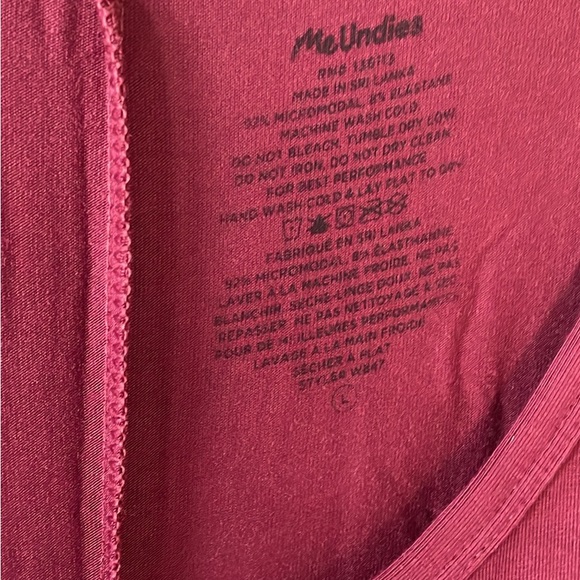 MeUndies
MADE IN SRI LANKA
92% MICROMODAL, 8% ELASTANE
MACHINE WASH COLD
DO NOT BLEACH, TUMBLE DRY LOW
DO NOT IRON, DO NOT DRY CLEAN
FOR BEST PERFORMANCE
HAND WASH COLD & LAY FLAT TO DRY
FABRIQUÉ EN SRI LANKA
92% MICROMODAL, 8% ÉLASTHANNE
LAVER À LA MACHINE FROIDE, NE PAS
BLANCHIR, SÈCHE-LINGE DOUX, NE PAS
REPASSER, NE PAS NETTOYAGE À SEC
POUR DE MEILLEURES PERFORMANCES
LAVAGE À LA MAIN FROIDE
SÉCHER À PLAT
STYLE#
L